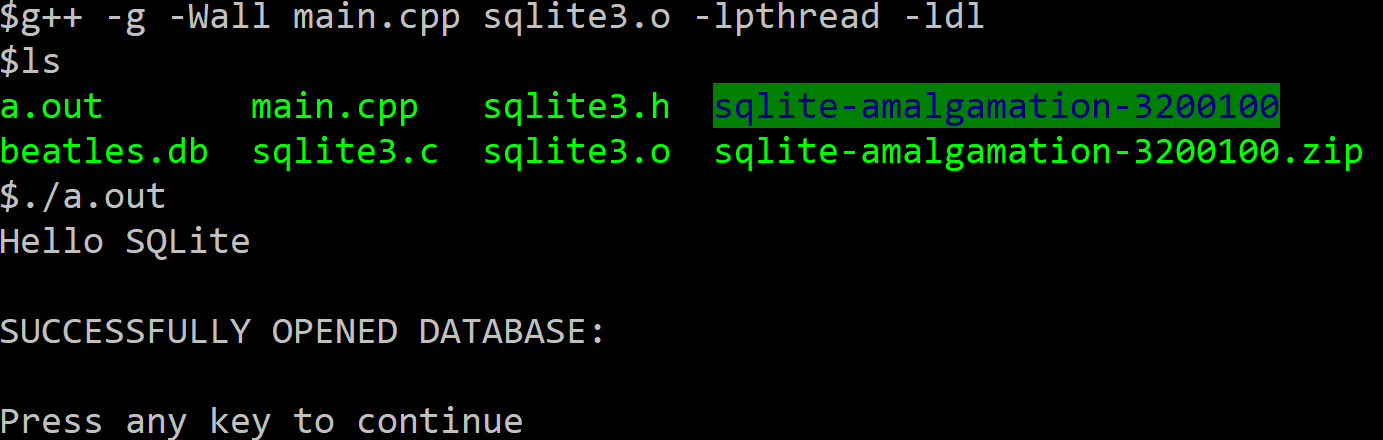 $g++ -g -Wall main.cpp sqlite3.o -lpthread -ldl
$ls
a.out main.cpp sqlite3.h sqlite-amalgamation-3200100
beatles.db sqlite3.c sqlite3.o sqlite-amalgamation-3200100.zip
$./a.out
Hello SQLite
SUCCESSFULLY OPENED DATABASE:
Press any key to continue